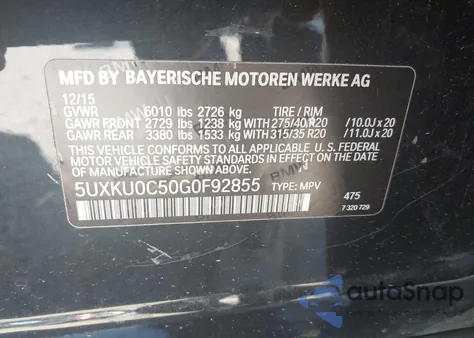 MFD BY BAYERISCHE MOTOREN WERKE AG
12/15
GVWR 6010 lbs 2726 kg TIRE / RIM
GAWR FRONT 2729 lbs 1238 kg WITH 275/40 R20 /10.0J x 20
GAWR REAR 3380 lbs 1533 kg WITH 315/35 R20 /11.0J x 20
THIS VEHICLE CONFORMS TO ALL APPLICABLE U.S. FEDERAL
MOTOR VEHICLE SAFETY STANDARDS IN EFFECT ON
THE DATE OF MANUFACTURE SHOWN ABOVE.
5UXKU0C50G0F92855 TYPE: MPV
475
7 320 729
autoSnap